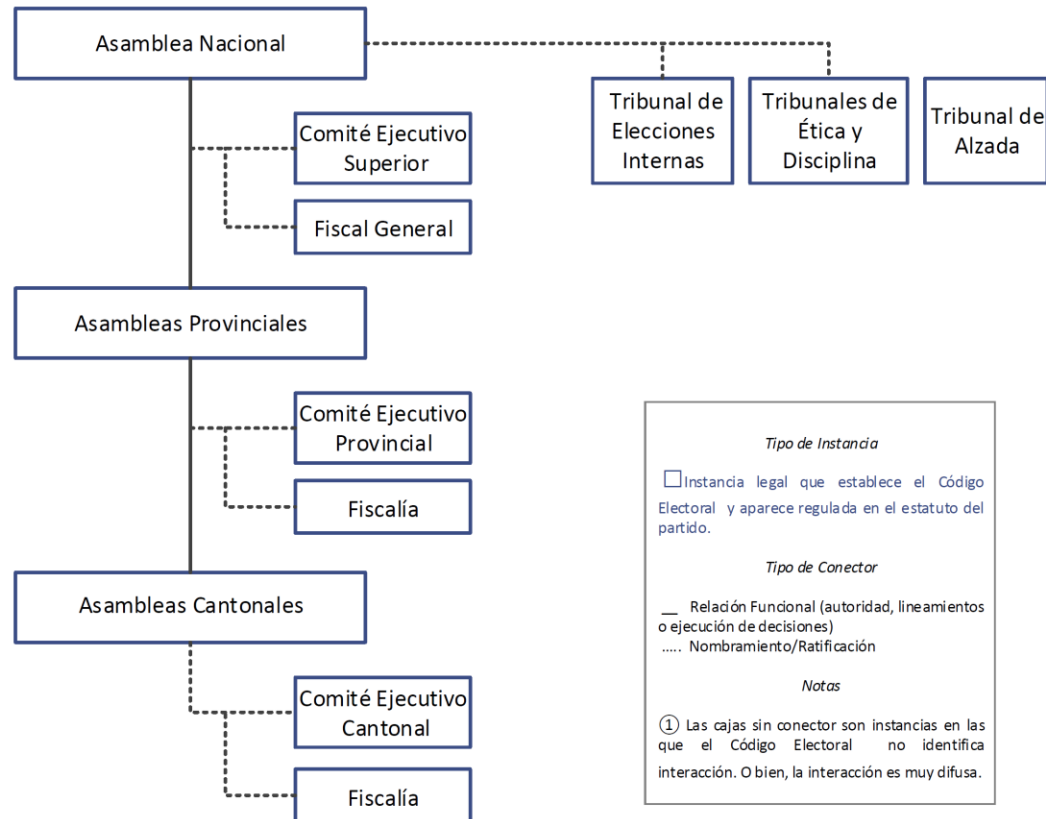 Asamblea Nacional
Tribunal de
Elecciones
Internas
Tribunales de
Ética y
Disciplina
Tribunal de
Alzada
Comité Ejecutivo
Superior
Fiscal General
Asambleas Provinciales
Comité Ejecutivo
Provincial
Fiscalía
Asambleas Cantonales
Comité Ejecutivo
Cantonal
Fiscalía
Tipo de Instancia
Instancia legal que establece el Código
Electoral y aparece regulada en el estatuto del
partido.
Tipo de Conector
__ Relación Funcional (autoridad, lineamientos
o ejecución de decisiones)
..... Nombramiento/Ratificación
Notas
① Las cajas sin conector son instancias en las
que el Código Electoral no identifica
interacción. O bien, la interacción es muy difusa.